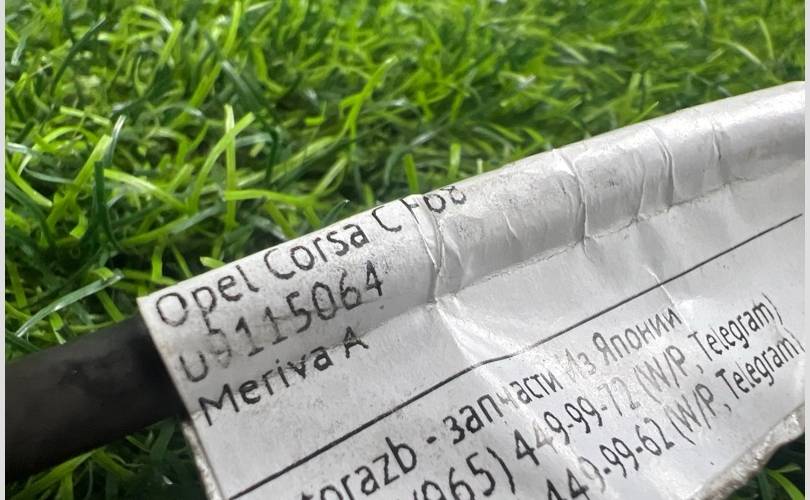 Opel Corsa C F68
09115064
Meriva A
torazb - запчасти Из Японии
(965) 449-99-72 (W/P, Telegram)
449-99-62 (W/P, Telegram)